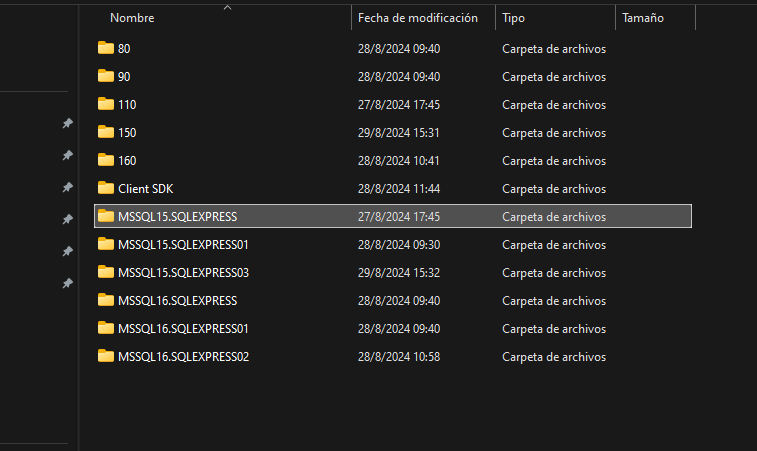 Nombre Fecha de modificación Tipo Tamaño
80 28/8/2024 09:40 Carpeta de archivos
90 28/8/2024 09:40 Carpeta de archivos
110 27/8/2024 17:45 Carpeta de archivos
150 29/8/2024 15:31 Carpeta de archivos
160 28/8/2024 10:41 Carpeta de archivos
Client SDK 28/8/2024 11:44 Carpeta de archivos
MSSQL15.SQLEXPRESS 27/8/2024 17:45 Carpeta de archivos
MSSQL15.SQLEXPRESS01 28/8/2024 09:30 Carpeta de archivos
MSSQL15.SQLEXPRESS03 29/8/2024 15:32 Carpeta de archivos
MSSQL16.SQLEXPRESS 28/8/2024 09:40 Carpeta de archivos
MSSQL16.SQLEXPRESS01 28/8/2024 09:40 Carpeta de archivos
MSSQL16.SQLEXPRESS02 28/8/2024 10:58 Carpeta de archivos